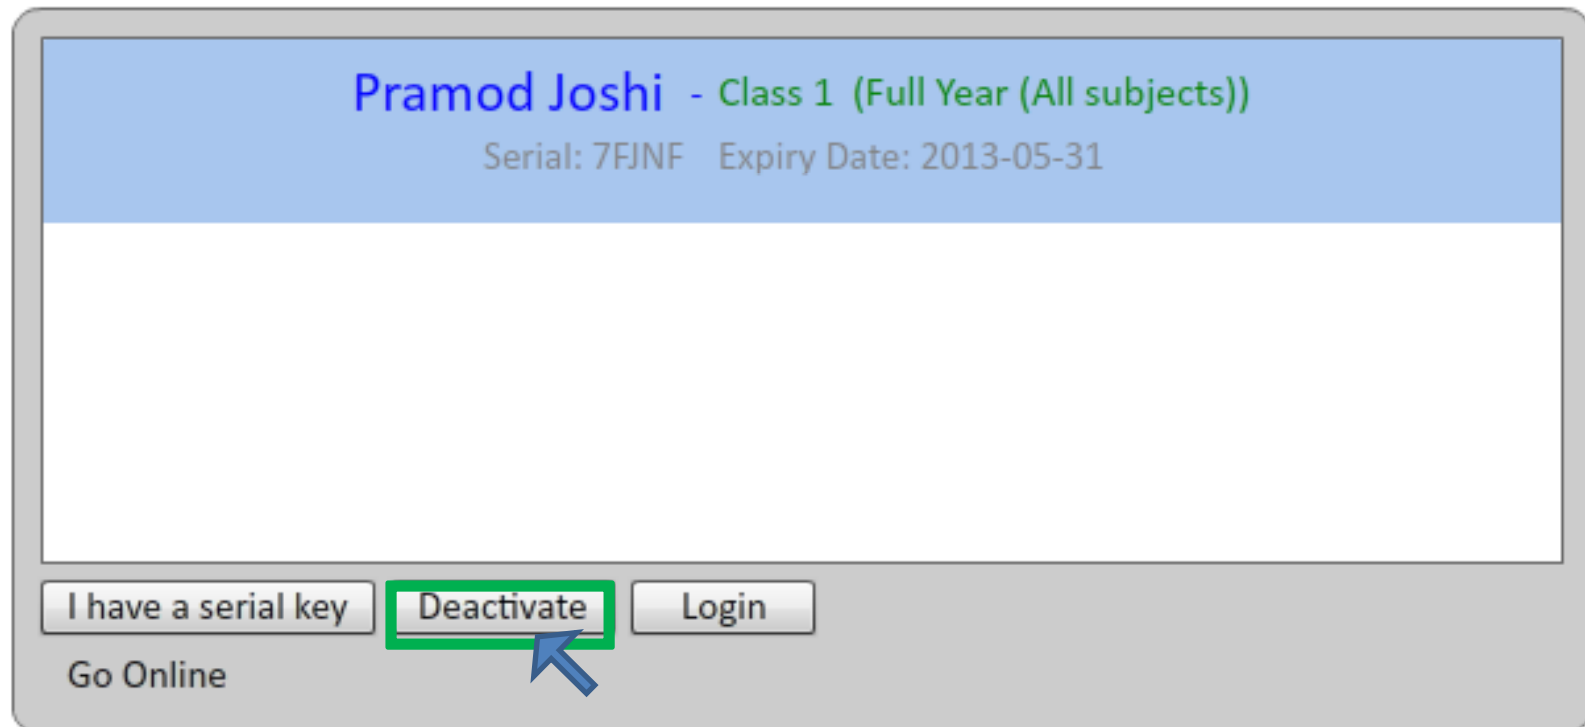 Pramod Joshi - Class 1 (Full Year (All subjects))
Serial: 7FJNF Expiry Date: 2013-05-31
I have a serial key Deactivate Login
Go Online